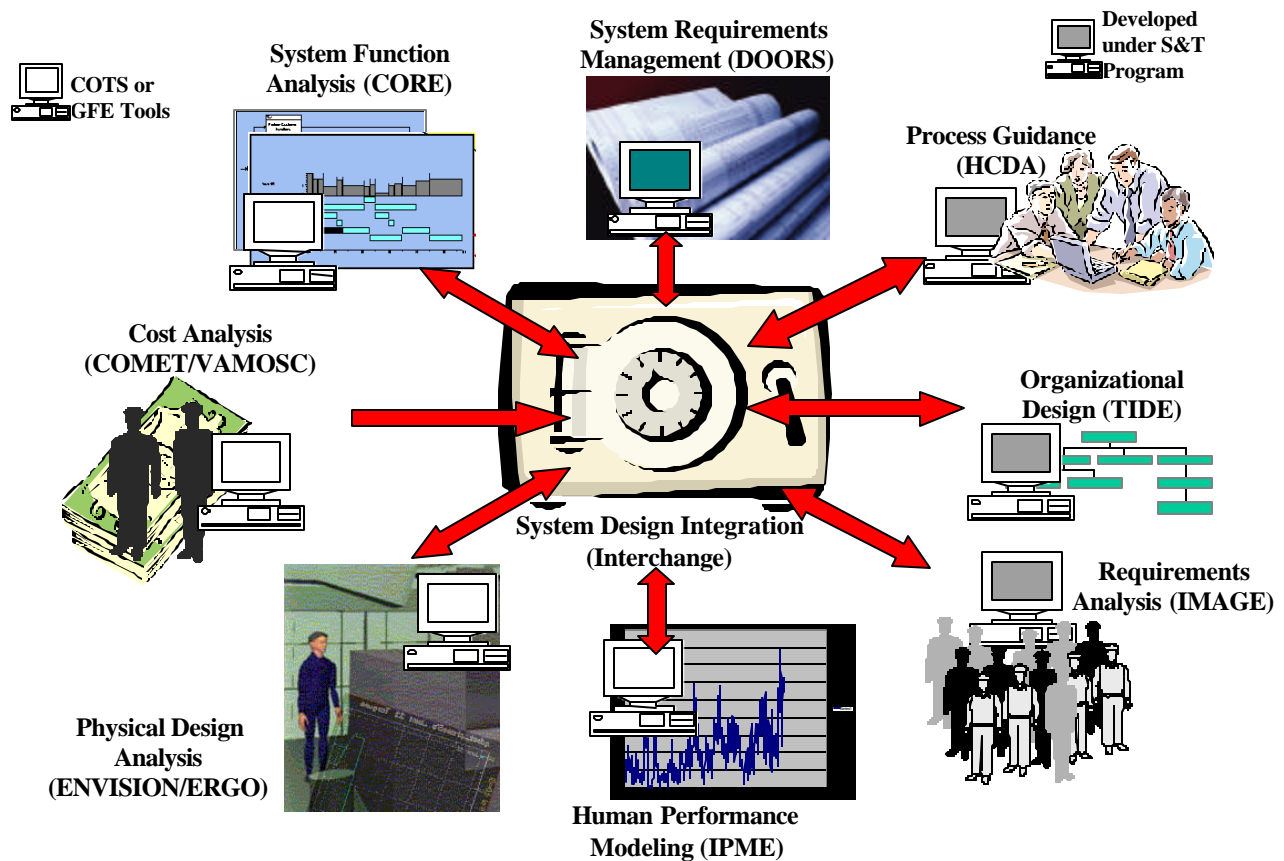 System Requirements
Management (DOORS)
Developed
under S&T
Program
System Function
Analysis (CORE)
COTS or
GFE Tools
Process Guidance
(HCDA)
Cost Analysis
(COMET/VAMOSC)
Organizational
Design (TIDE)
System Design Integration
(Interchange)
Requirements
Analysis (IMAGE)
Physical Design
Analysis
(ENVISION/ERGO)
Human Performance
Modeling (IPME)